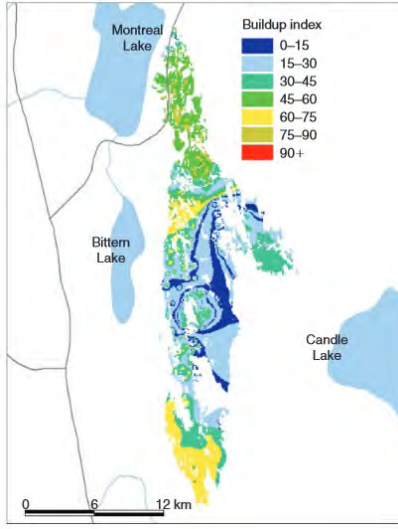 Montreal
Lake
Buildup index
0–15
15–30
30–45
45–60
60–75
75–90
90+
Bittern
Lake
Candle
Lake
0 6 12 km